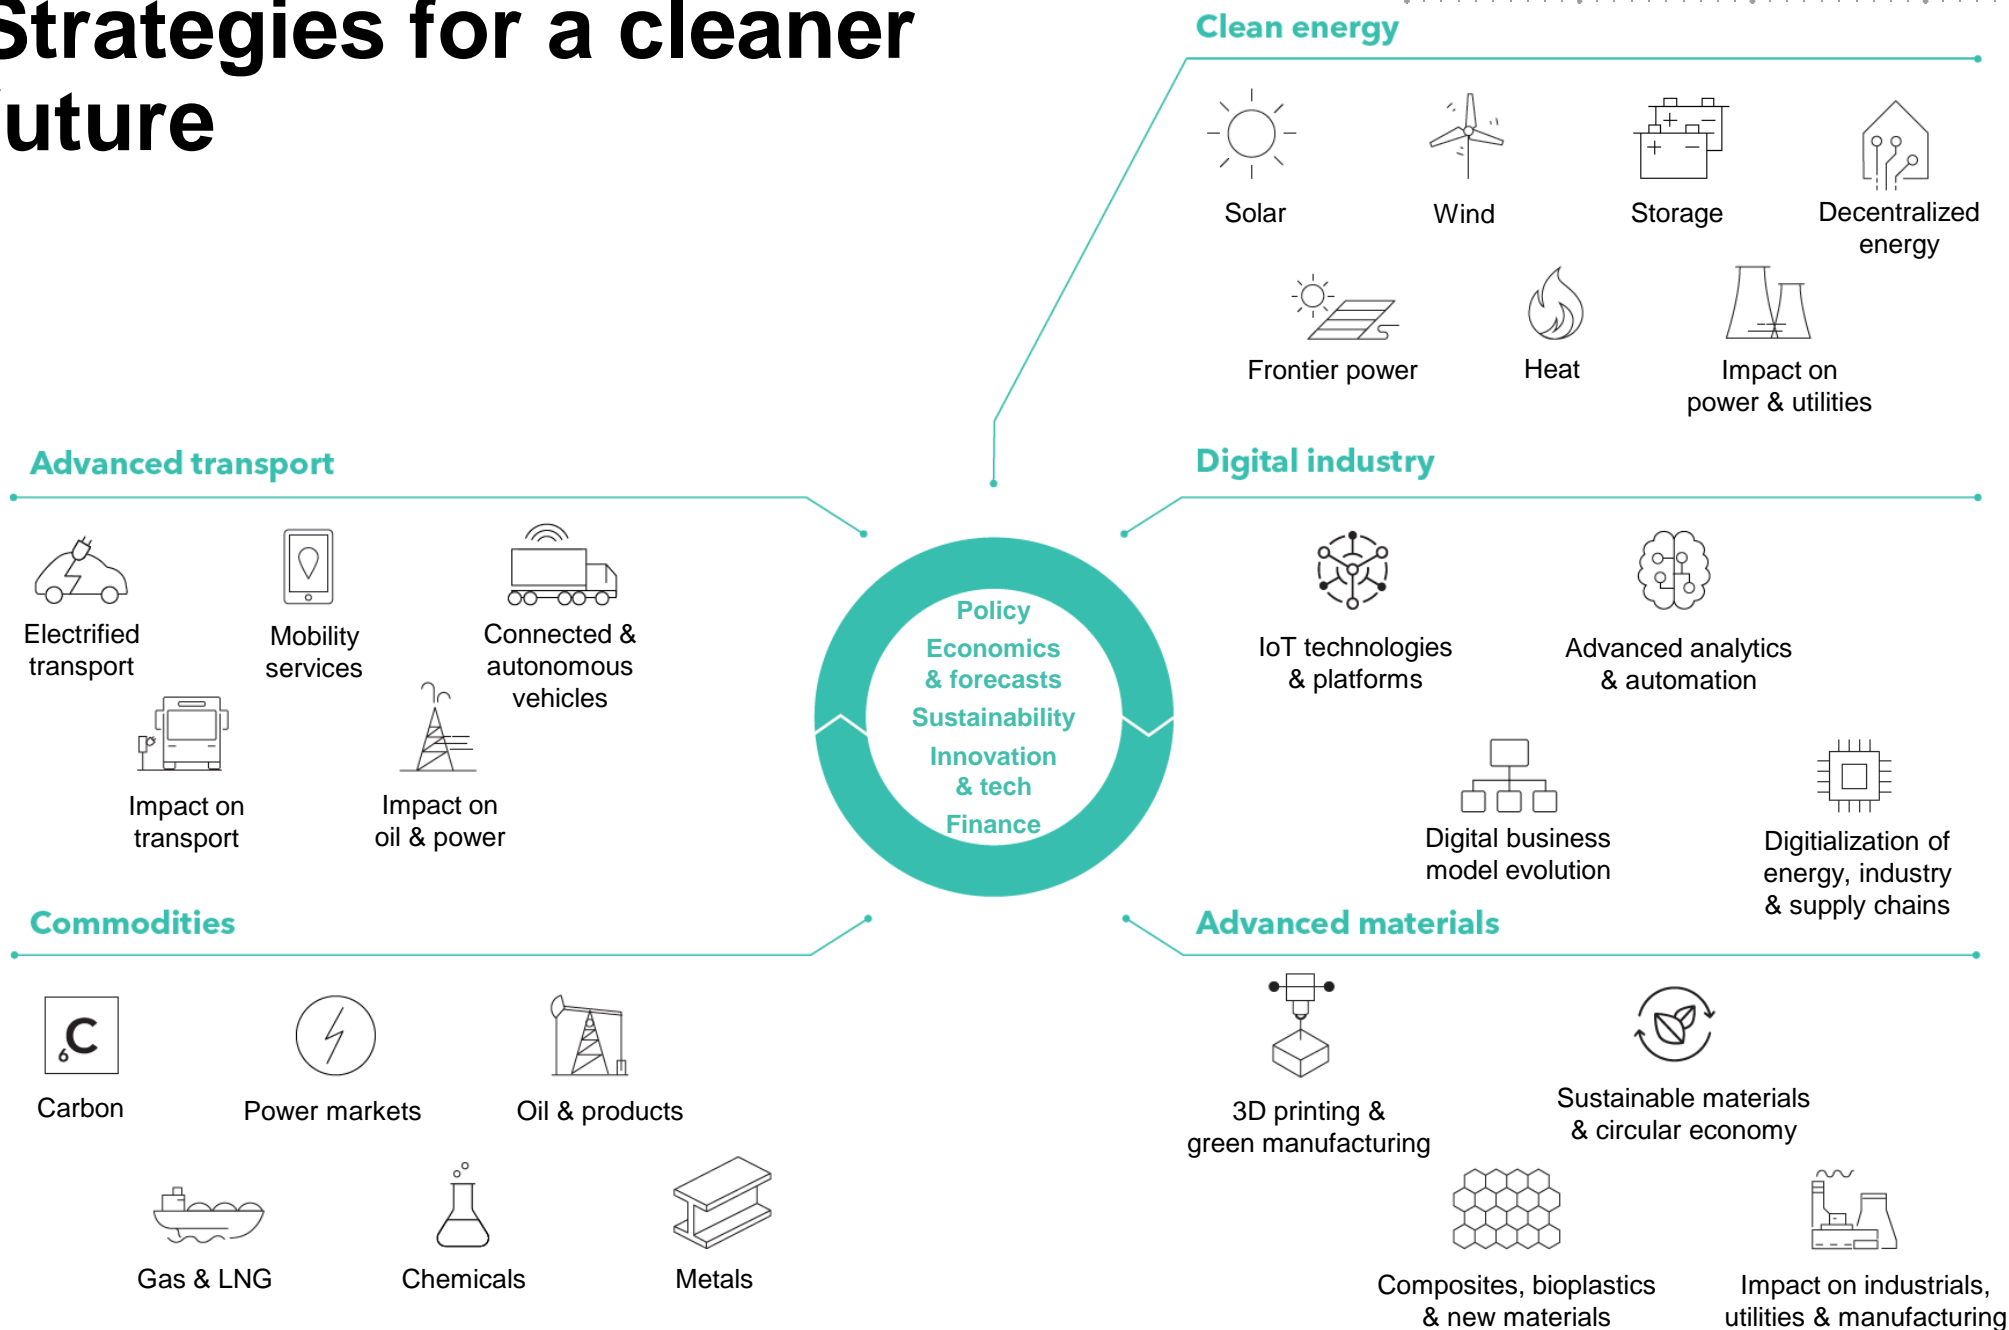 Strategies for a cleaner
future
Clean energy
Solar
Wind
Storage
Decentralized
energy
Frontier power
Heat
Impact on
power & utilities
Advanced transport
Electrified
transport
Mobility
services
Connected &
autonomous
vehicles
Impact on
transport
Impact on
oil & power
Policy
Economics
& forecasts
Sustainability
Innovation
& tech
Finance
Digital industry
IoT technologies
& platforms
Advanced analytics
& automation
Digital business
model evolution
Digitialization of
energy, industry
& supply chains
Commodities
6C
Carbon
Power markets
Oil & products
Gas & LNG
Chemicals
Metals
Advanced materials
3D printing &
green manufacturing
Sustainable materials
& circular economy
Composites, bioplastics
& new materials
Impact on industrials,
utilities & manufacturing